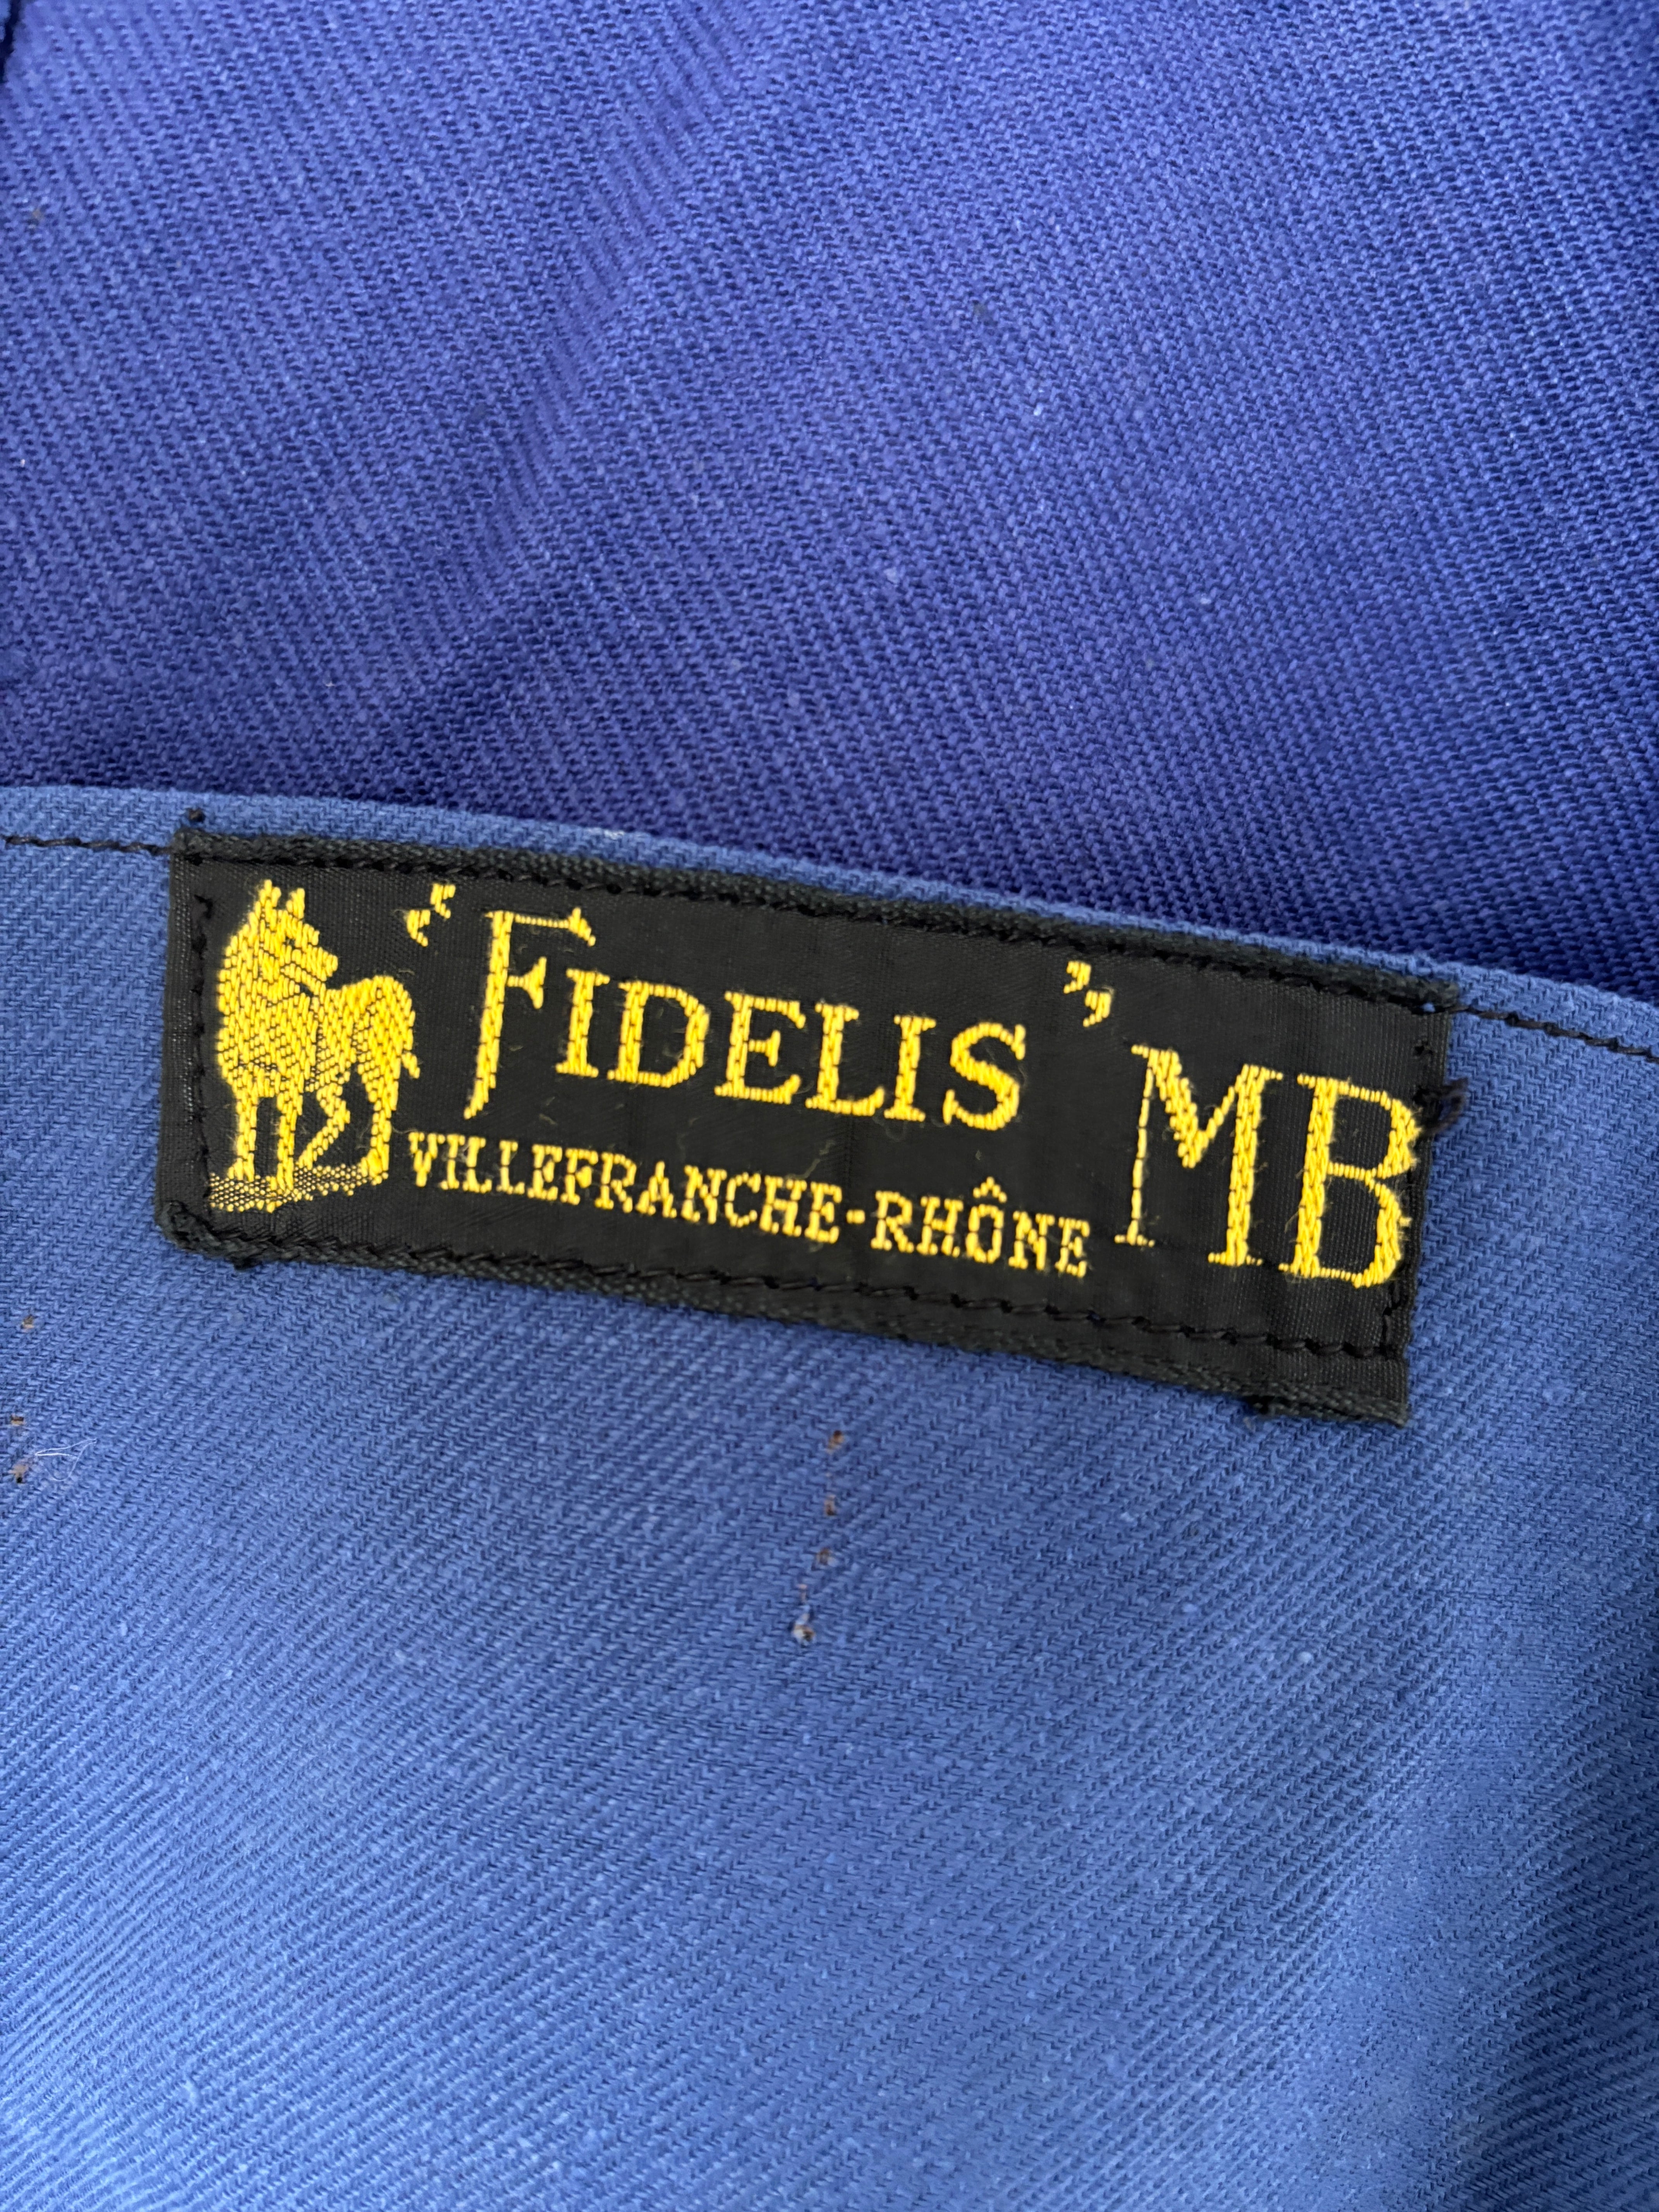 “FIDELIS” MB
VILLEFRANCHE-RHÔNE